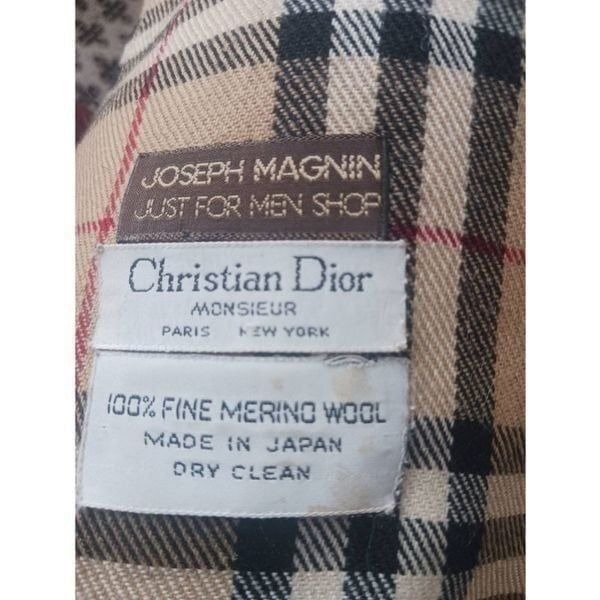 JOSEPH MAGNIN
JUST FOR MEN SHOP
Christian Dior
MONSIEUR
PARIS NEW YORK
100% FINE MERINO WOOL
MADE IN JAPAN
DRY CLEAN